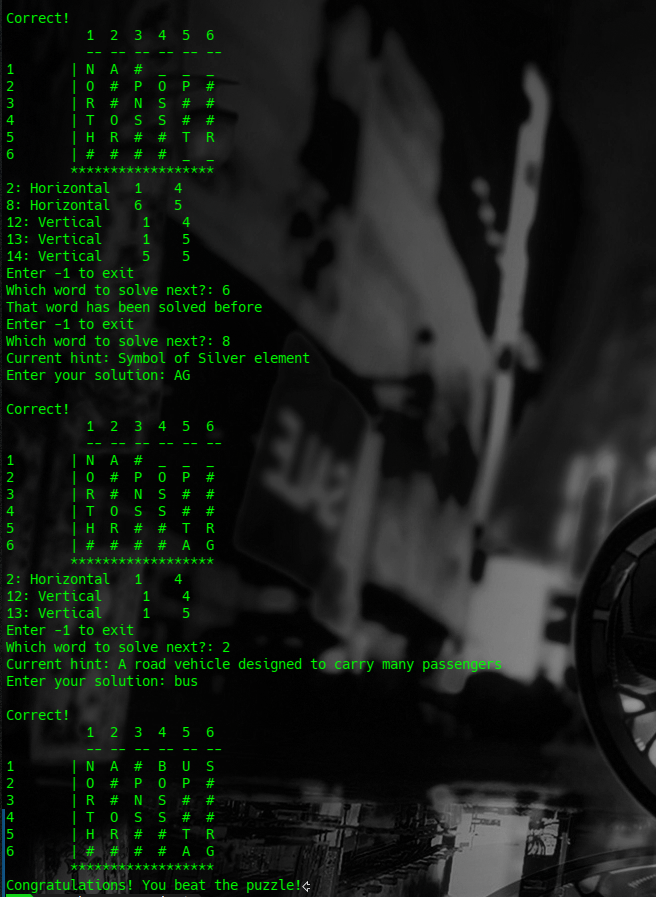 Correct!
          1  2  3  4  5  6
          -- -- -- -- -- --
1       | N  A  #  _  _  _
2       | O  #  P  O  P  #
3       | R  #  N  S  #  #
4       | T  O  S  S  #  #
5       | H  R  #  #  T  R
6       | #  #  #  #  _  _
        ******************
2: Horizontal   1    4
8: Horizontal   6    5
12: Vertical     1    4
13: Vertical     1    5
14: Vertical     5    5
Enter -1 to exit
Which word to solve next?: 6
That word has been solved before
Enter -1 to exit
Which word to solve next?: 8
Current hint: Symbol of Silver element
Enter your solution: AG
Correct!
          1  2  3  4  5  6
          -- -- -- -- -- --
1       | N  A  #  _  _  _
2       | O  #  P  O  P  #
3       | R  #  N  S  #  #
4       | T  O  S  S  #  #
5       | H  R  #  #  T  R
6       | #  #  #  #  A  G
        ******************
2: Horizontal   1    4
12: Vertical     1    4
13: Vertical     1    5
Enter -1 to exit
Which word to solve next?: 2
Current hint: A road vehicle designed to carry many passengers
Enter your solution: bus
Correct!
          1  2  3  4  5  6
          -- -- -- -- -- --
1       | N  A  #  B  U  S
2       | O  #  P  O  P  #
3       | R  #  N  S  #  #
4       | T  O  S  S  #  #
5       | H  R  #  #  T  R
6       | #  #  #  #  A  G
        ******************
Congratulations! You beat the puzzle!